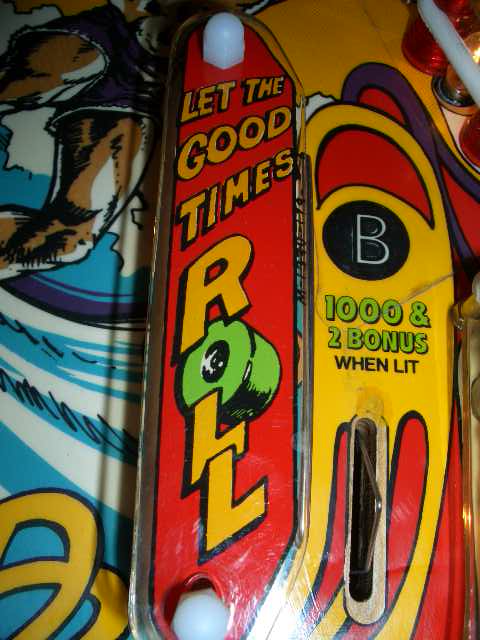 LET THE
GOOD
TIMES
ROLL
B
1000 &
2 BONUS
WHEN LIT